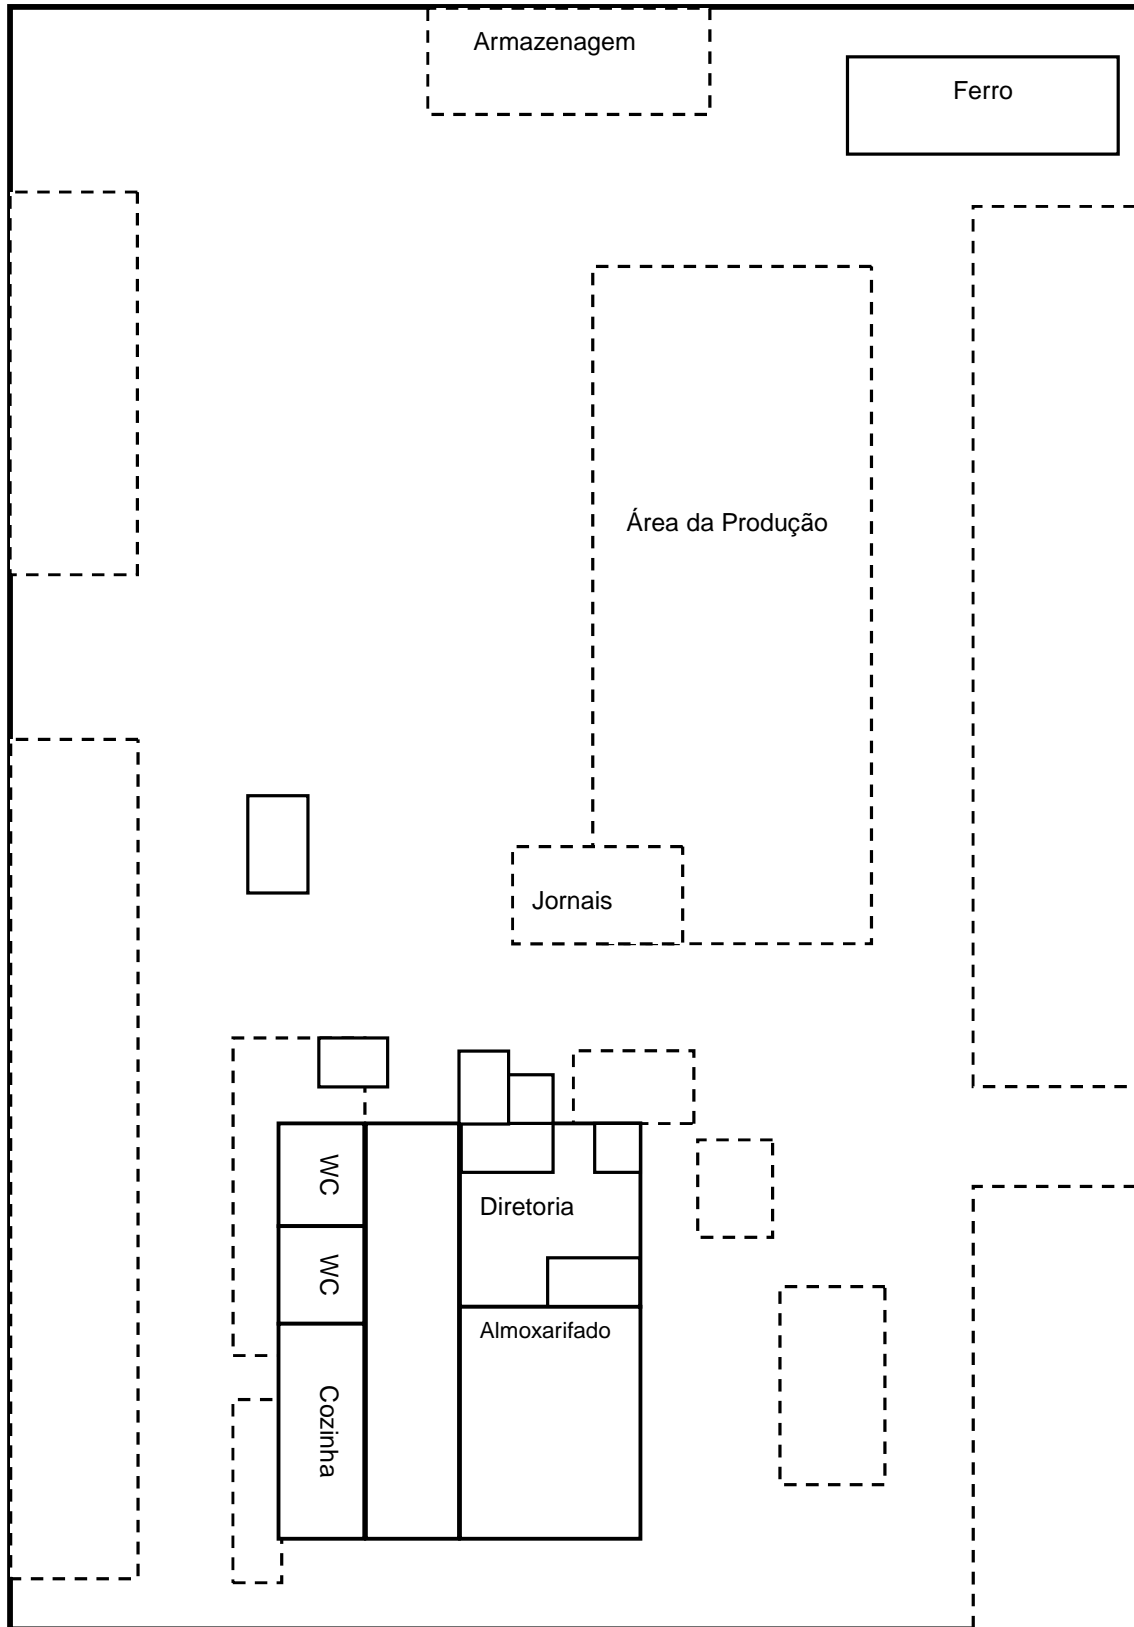 Armazenagem
Ferro
Área da Produção
Jornais
WC
Diretoria
WC
Almoxarifado
Cozinha